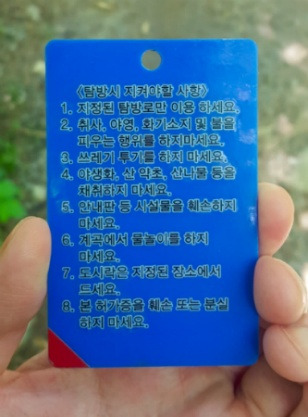 〈탐방시 지켜야할 사항〉
1. 지정된 탐방로만 이용 하세요.
2. 취사, 야영, 화기소지 및 불을
피우는 행위를 하지마세요.
3. 쓰레기 투기를 하지 마세요.
4. 야생화, 산 약초, 산나물 등을
채취하지 마세요.
5. 안내판 등 시설물을 훼손하지
마세요.
6. 계곡에서 물놀이를 하지
마세요.
7. 도시락은 지정된 장소에서
드세요.
8. 본 허가증을 훼손 또는 분실
하지 마세요.